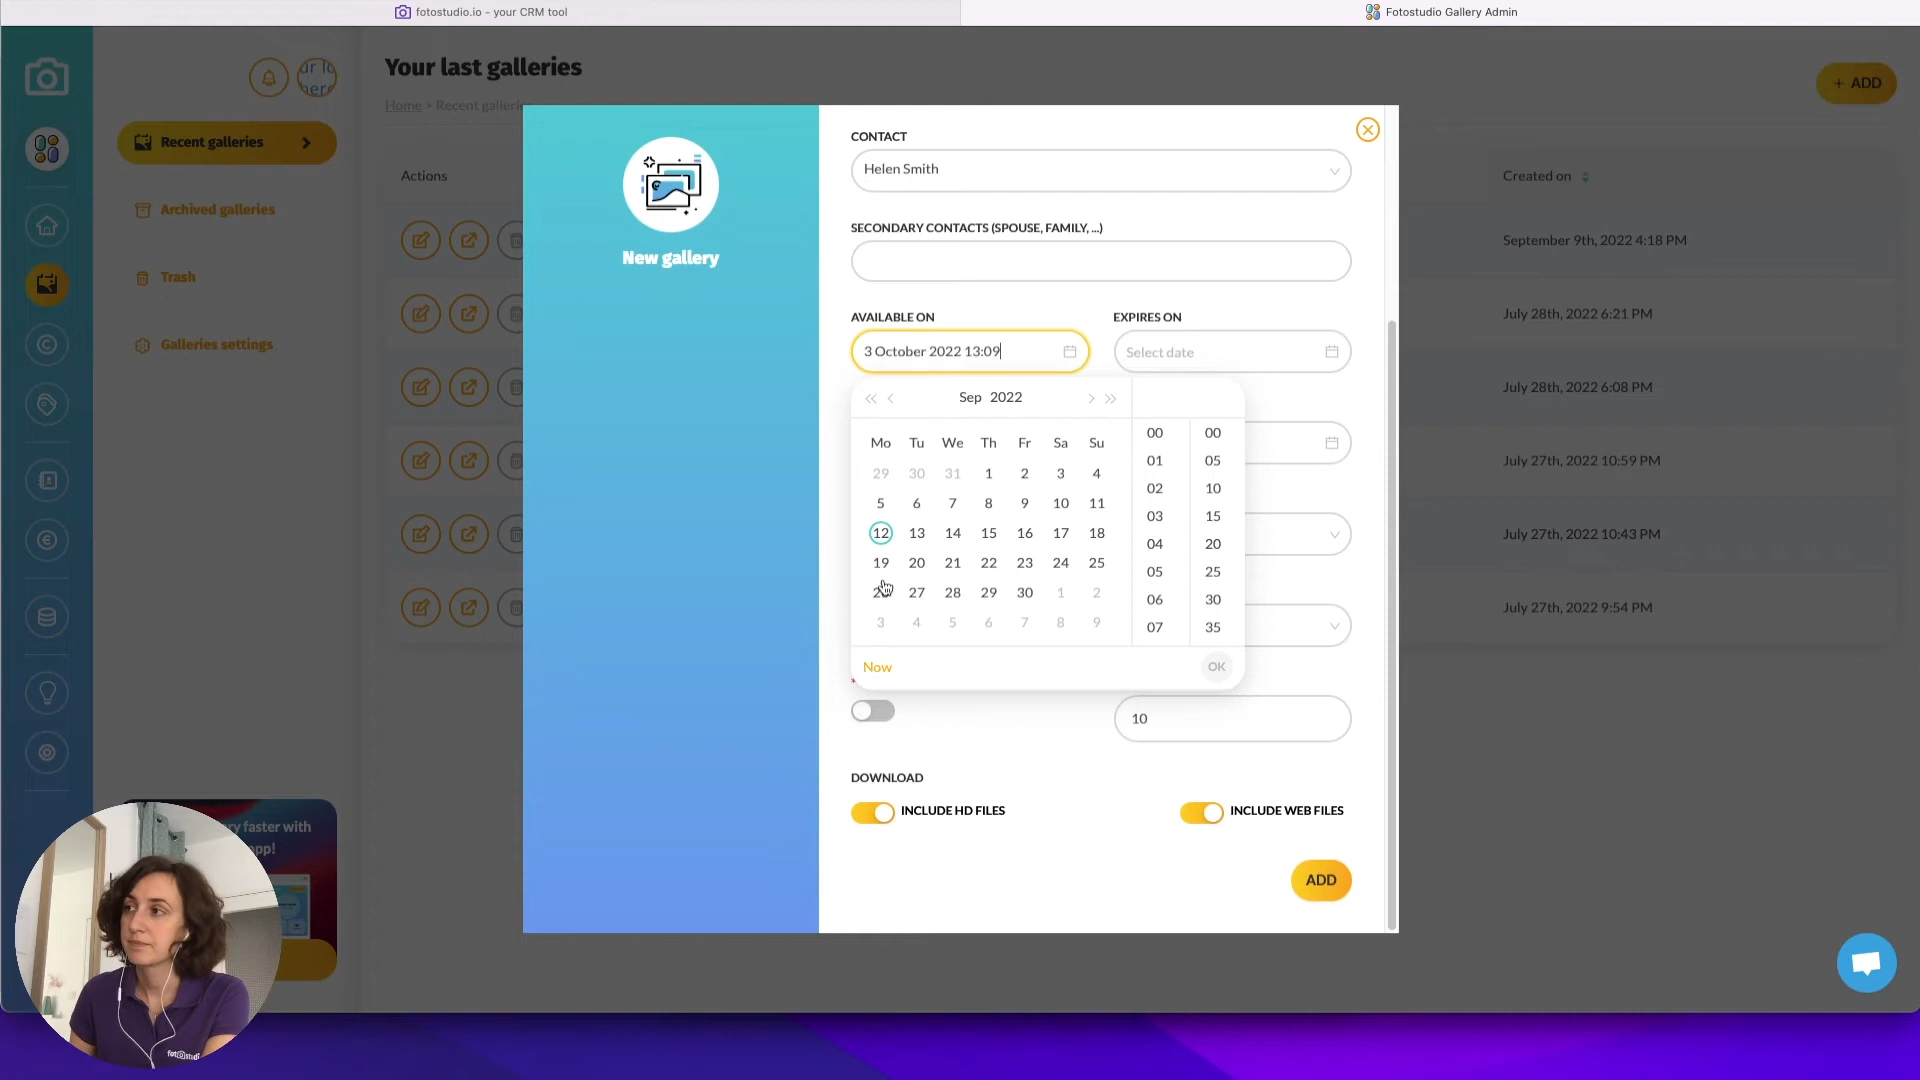 fotostudio.io - your CRM tool
Fotostudio Gallery Admin
Your last galleries
Home > Recent galleries
+ ADD
Recent galleries
Archived galleries
Trash
Galleries settings
Actions
Created on
September 9th, 2022 4:18 PM
July 28th, 2022 6:21 PM
July 28th, 2022 6:08 PM
July 27th, 2022 10:59 PM
July 27th, 2022 10:43 PM
July 27th, 2022 9:54 PM
New gallery
CONTACT
Helen Smith
SECONDARY CONTACTS (SPOUSE, FAMILY, ...)
AVAILABLE ON
EXPIRES ON
3 October 2022 13:09
Select date
Sep 2022
Mo Tu We Th Fr Sa Su
29 30 31 1 2 3 4
5 6 7 8 9 10 11
12 13 14 15 16 17 18
19 20 21 22 23 24 25
27 28 29 30 1 2
3 4 5 6 7 8 9
00 00
01 05
02 10
03 15
04 20
05 25
06 30
07 35
Now
OK
*
10
DOWNLOAD
INCLUDE HD FILES
INCLUDE WEB FILES
ADD
faster with